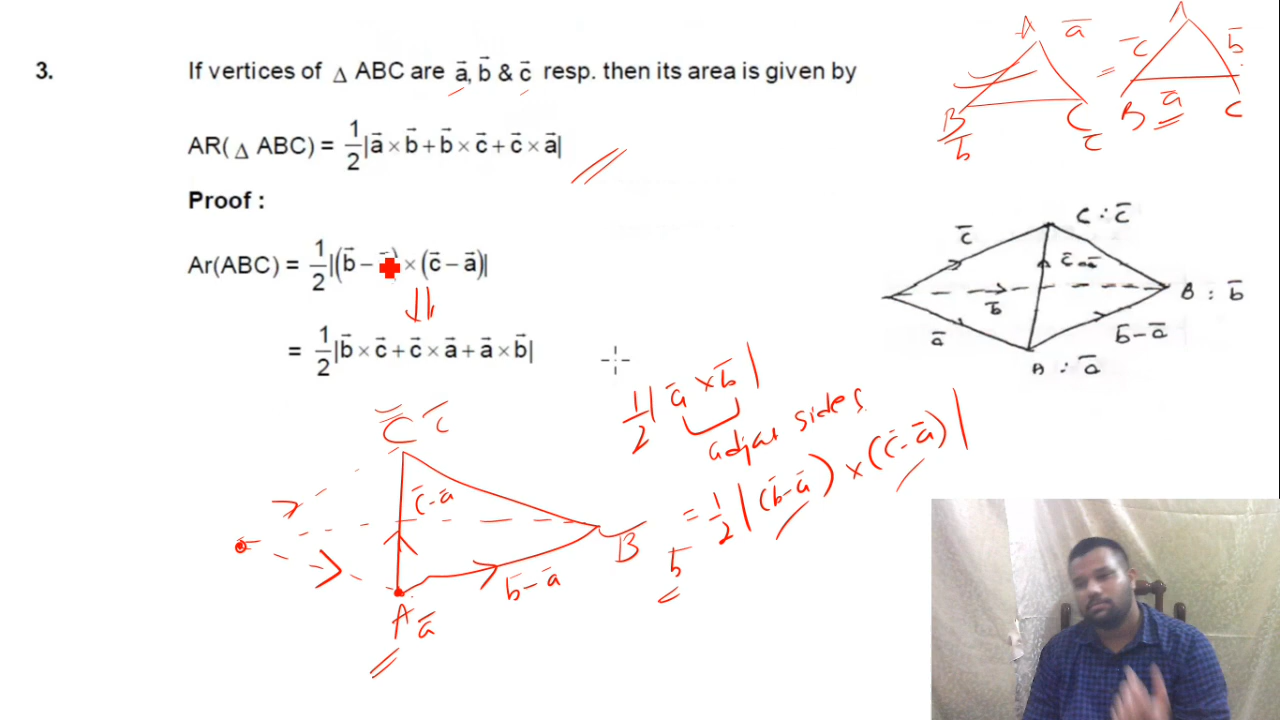 3.
If vertices of △ ABC are a⃗, b⃗ & c⃗ resp. then its area is given by
AR( △ ABC) = 1/2|a⃗ × b⃗ + b⃗ × c⃗ + c⃗ × a⃗|
Proof :
Ar(ABC) = 1/2|(b̄ − × (c̄ − ā)|
= 1/2|b⃗ × c⃗ + c⃗ × a⃗ + a⃗ × b⃗|
A ā
B b̄
C c̄
=
A
c̄ b̄
B ā C
C : c̄
c̄
c̄ − ā
b̄
B : b̄
ā
b̄ − ā
A : ā
1/2 |ā × b̄|
sides
= 1/2 |(b̄ − ā) × (c̄ − ā)|
C c̄
c̄ − ā
B b̄
b̄ − ā
A ā